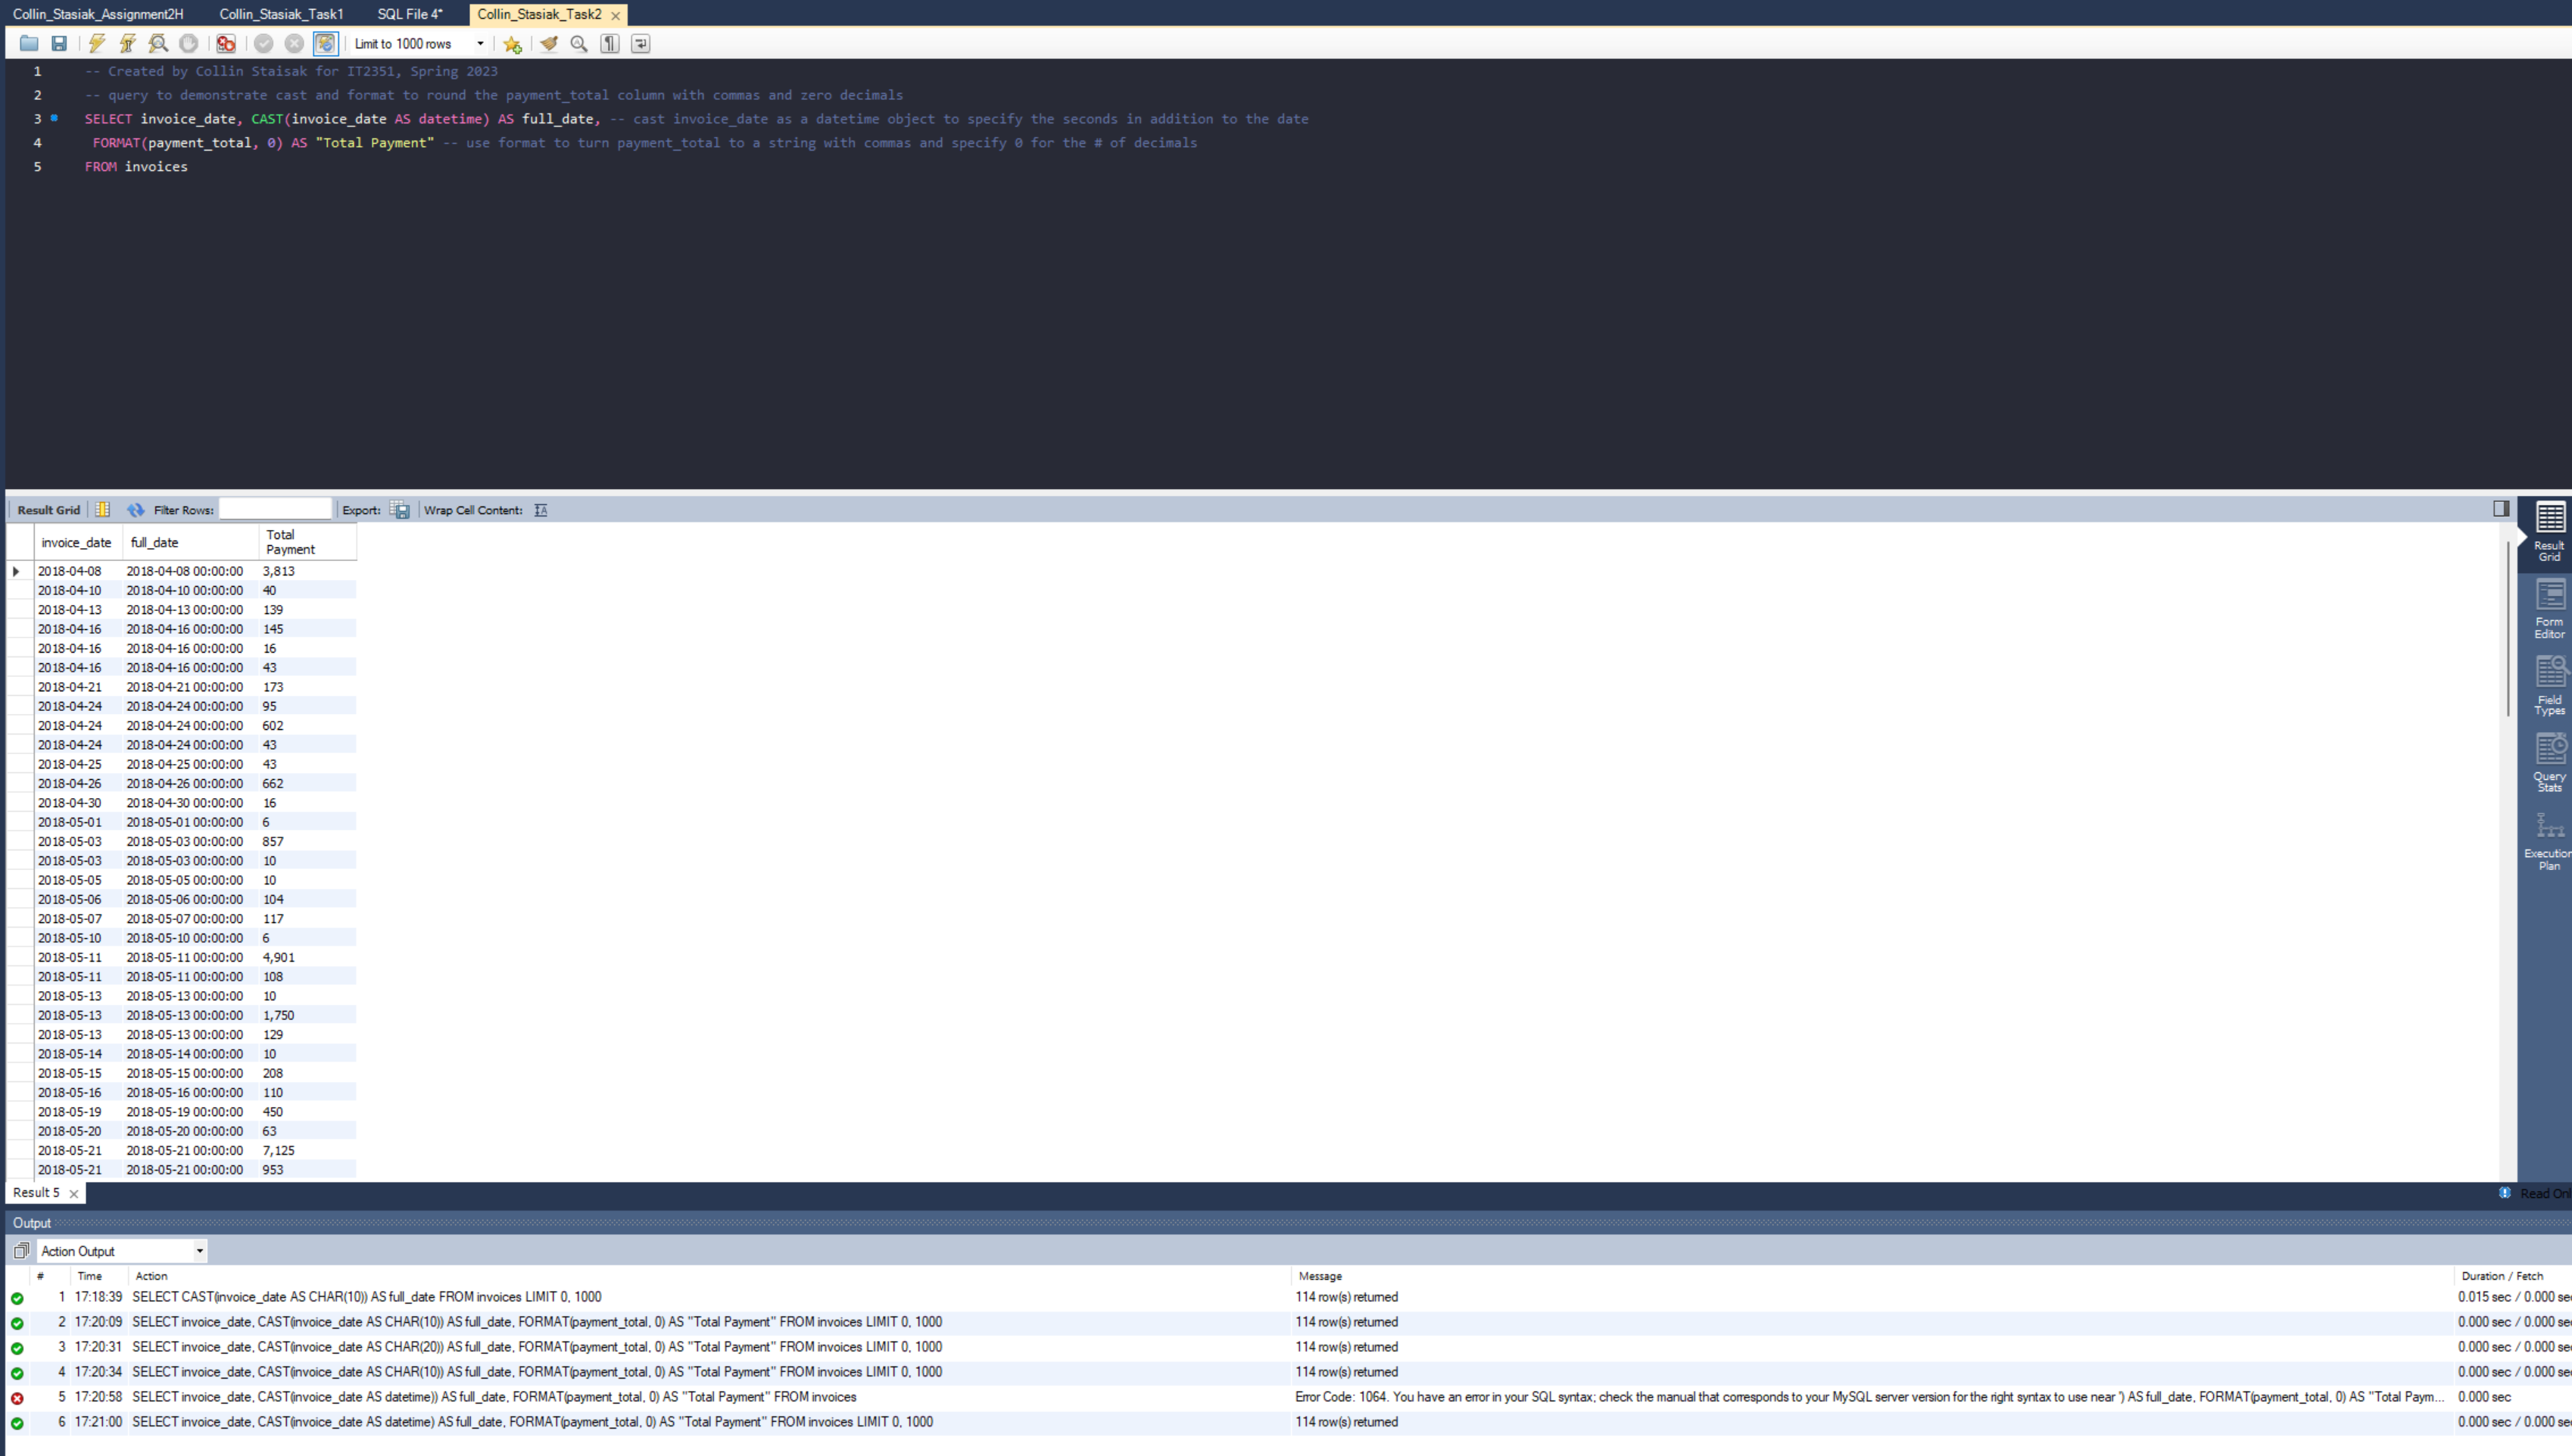 Collin_Stasiak_Assignment2H Collin_Stasiak_Task1 SQL File 4* Collin_Stasiak_Task2
Limit to 1000 rows
1 -- Created by Collin Staisak for IT2351, Spring 2023
2 -- query to demonstrate cast and format to round the payment_total column with commas and zero decimals
3 SELECT invoice_date, CAST(invoice_date AS datetime) AS full_date, -- cast invoice_date as a datetime object to specify the seconds in addition to the date
4 FORMAT(payment_total, 0) AS "Total Payment" -- use format to turn payment_total to a string with commas and specify 0 for the # of decimals
5 FROM invoices
Result Grid Filter Rows: Export: Wrap Cell Content:
invoice_date full_date Total Payment
2018-04-08 2018-04-08 00:00:00 3,813
2018-04-10 2018-04-10 00:00:00 40
2018-04-13 2018-04-13 00:00:00 139
2018-04-16 2018-04-16 00:00:00 145
2018-04-16 2018-04-16 00:00:00 16
2018-04-16 2018-04-16 00:00:00 43
2018-04-21 2018-04-21 00:00:00 173
2018-04-24 2018-04-24 00:00:00 95
2018-04-24 2018-04-24 00:00:00 602
2018-04-24 2018-04-24 00:00:00 43
2018-04-25 2018-04-25 00:00:00 43
2018-04-26 2018-04-26 00:00:00 662
2018-04-30 2018-04-30 00:00:00 16
2018-05-01 2018-05-01 00:00:00 6
2018-05-03 2018-05-03 00:00:00 857
2018-05-03 2018-05-03 00:00:00 10
2018-05-05 2018-05-05 00:00:00 10
2018-05-06 2018-05-06 00:00:00 104
2018-05-07 2018-05-07 00:00:00 117
2018-05-10 2018-05-10 00:00:00 6
2018-05-11 2018-05-11 00:00:00 4,901
2018-05-11 2018-05-11 00:00:00 108
2018-05-13 2018-05-13 00:00:00 10
2018-05-13 2018-05-13 00:00:00 1,750
2018-05-13 2018-05-13 00:00:00 129
2018-05-14 2018-05-14 00:00:00 10
2018-05-15 2018-05-15 00:00:00 208
2018-05-16 2018-05-16 00:00:00 110
2018-05-19 2018-05-19 00:00:00 450
2018-05-20 2018-05-20 00:00:00 63
2018-05-21 2018-05-21 00:00:00 7,125
2018-05-21 2018-05-21 00:00:00 953
Result
Grid
Form
Editor
Field
Types
Query
Stats
Execution
Plan
Result 5 Read Onl
Output
Action Output
# Time Action Message Duration / Fetch
1 17:18:39 SELECT CAST(invoice_date AS CHAR(10)) AS full_date FROM invoices LIMIT 0, 1000 114 row(s) returned 0.015 sec / 0.000 se
2 17:20:09 SELECT invoice_date, CAST(invoice_date AS CHAR(10)) AS full_date, FORMAT(payment_total, 0) AS "Total Payment" FROM invoices LIMIT 0, 1000 114 row(s) returned 0.000 sec / 0.000 se
3 17:20:31 SELECT invoice_date, CAST(invoice_date AS CHAR(20)) AS full_date, FORMAT(payment_total, 0) AS "Total Payment" FROM invoices LIMIT 0, 1000 114 row(s) returned 0.000 sec / 0.000 se
4 17:20:34 SELECT invoice_date, CAST(invoice_date AS CHAR(10)) AS full_date, FORMAT(payment_total, 0) AS "Total Payment" FROM invoices LIMIT 0, 1000 114 row(s) returned 0.000 sec / 0.000 se
5 17:20:58 SELECT invoice_date, CAST(invoice_date AS datetime)) AS full_date, FORMAT(payment_total, 0) AS "Total Payment" FROM invoices Error Code: 1064. You have an error in your SQL syntax; check the manual that corresponds to your MySQL server version for the right syntax to use near ') AS full_date, FORMAT(payment_total, 0) AS "Total Paym... 0.000 sec
6 17:21:00 SELECT invoice_date, CAST(invoice_date AS datetime) AS full_date, FORMAT(payment_total, 0) AS "Total Payment" FROM invoices LIMIT 0, 1000 114 row(s) returned 0.000 sec / 0.000 se